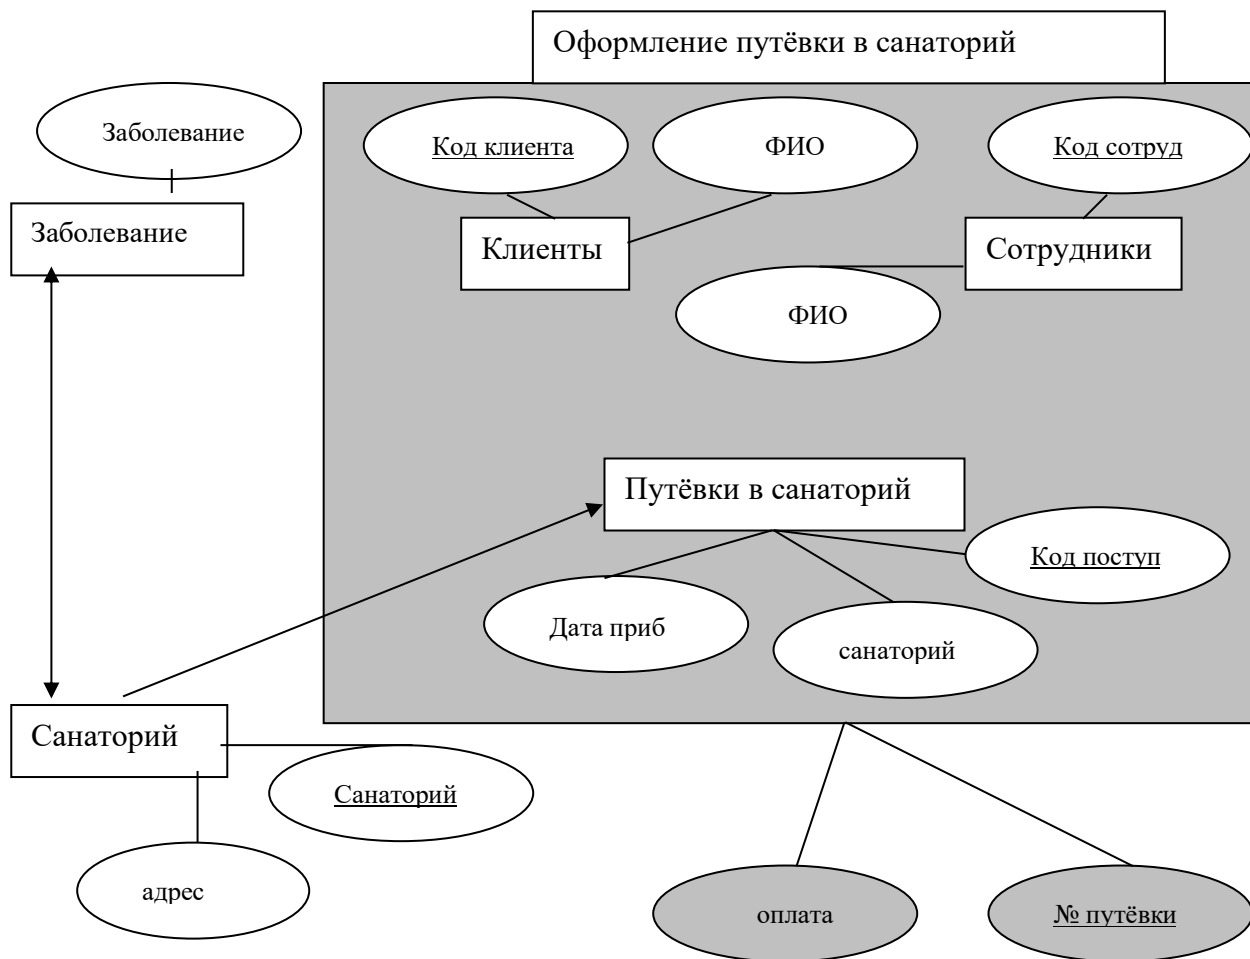 Оформление путёвки в санаторий
Заболевание
Код клиента
ФИО
Код сотруд
Заболевание
Клиенты
Сотрудники
ФИО
Путёвки в санаторий
Код поступ
Дата приб
санаторий
Санаторий
Санаторий
адрес
оплата
№ путёвки